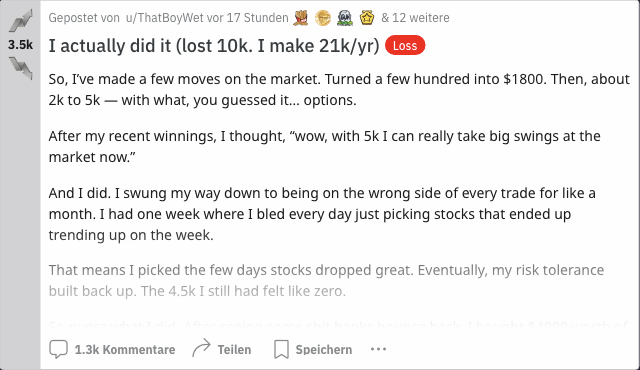 Gepostet von u/ThatBoyWet vor 17 Stunden & 12 weitere
3.5k
I actually did it (lost 10k. I make 21k/yr) Loss
So, I’ve made a few moves on the market. Turned a few hundred into $1800. Then, about
2k to 5k — with what, you guessed it… options.
After my recent winnings, I thought, “wow, with 5k I can really take big swings at the
market now.”
And I did. I swung my way down to being on the wrong side of every trade for like a
month. I had one week where I bled every day just picking stocks that ended up
trending up on the week.
That means I picked the few days stocks dropped great. Eventually, my risk tolerance
built back up. The 4.5k I still had felt like zero.
1.3k Kommentare Teilen Speichern